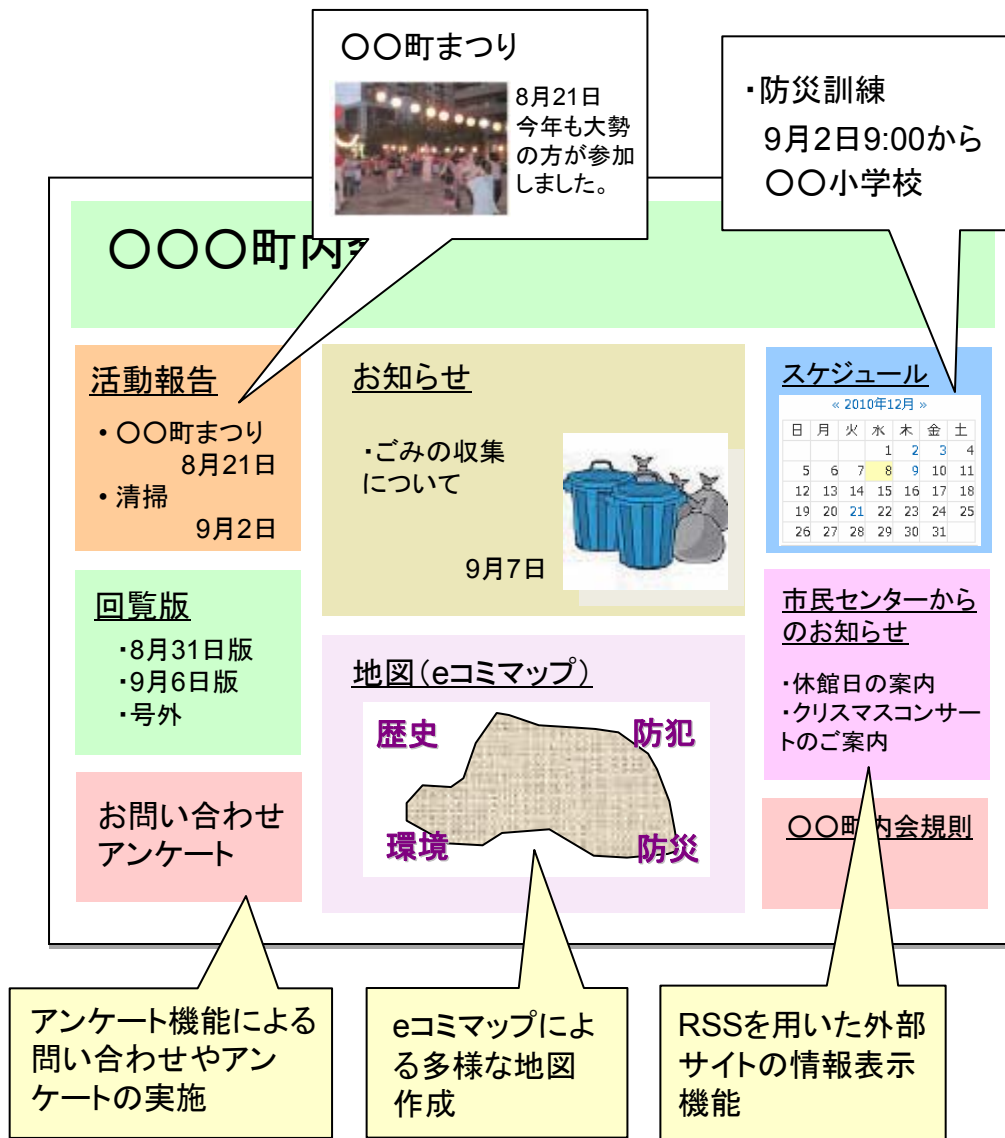 〇〇町まつり
8月21日
今年も大勢
の方が参加
しました。
・防災訓練
9月2日9:00から
〇〇小学校
〇〇〇町内
活動報告
・〇〇町まつり
8月21日
・清掃
9月2日
お知らせ
・ごみの収集
について
9月7日
スケジュール
« 2010年12月 »
日 月 火 水 木 金 土
1 2 3 4
5 6 7 8 9 10 11
12 13 14 15 16 17 18
19 20 21 22 23 24 25
26 27 28 29 30 31
回覧版
・8月31日版
・9月6日版
・号外
地図(eコミマップ)
歴史
防犯
環境
防災
市民センターから
のお知らせ
・休館日の案内
・クリスマスコンサー
トのご案内
お問い合わせ
アンケート
〇〇町内会規則
アンケート機能による
問い合わせやアン
ケートの実施
eコミマップによ
る多様な地図
作成
RSSを用いた外部
サイトの情報表示
機能